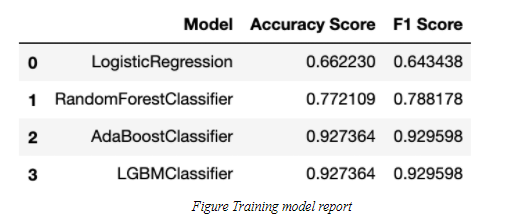 Model Accuracy Score F1 Score
0 LogisticRegression 0.662230 0.643438
1 RandomForestClassifier 0.772109 0.788178
2 AdaBoostClassifier 0.927364 0.929598
3 LGBMClassifier 0.927364 0.929598
Figure Training model report